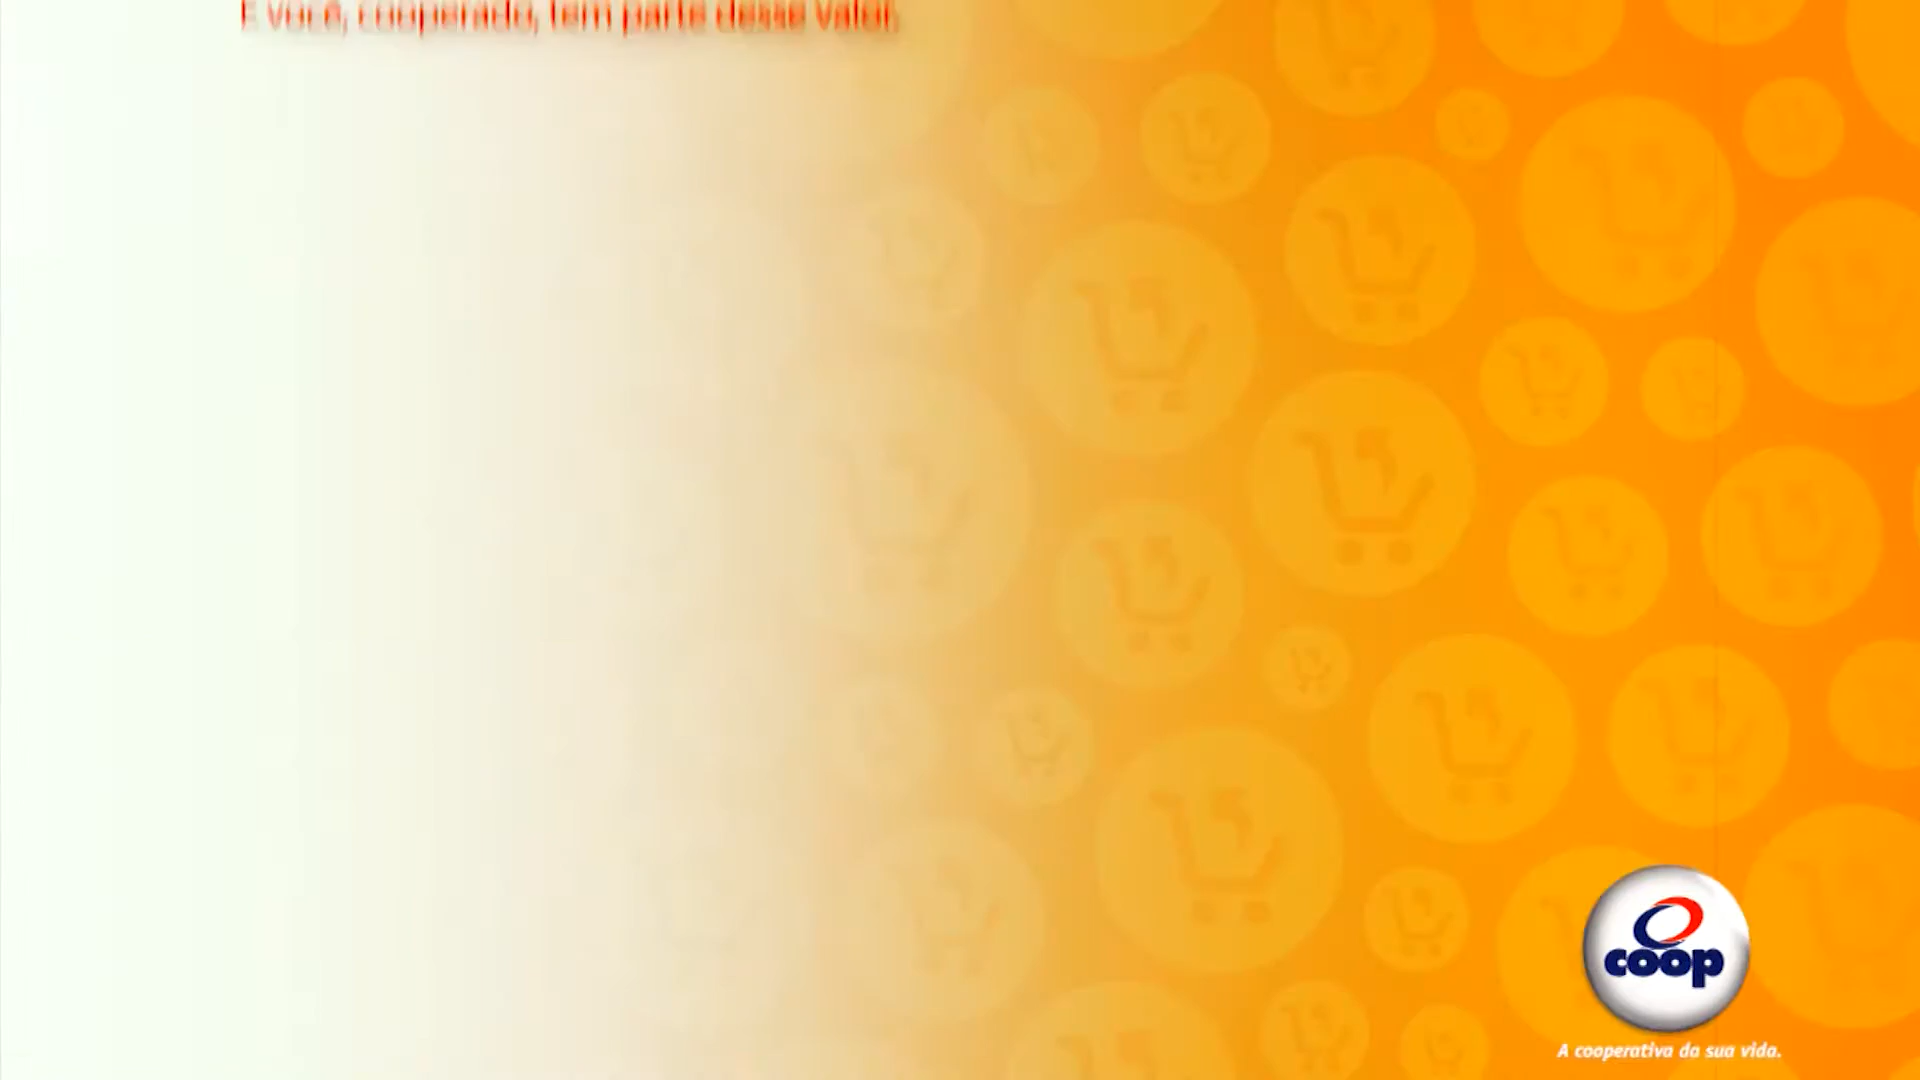 E você, cooperado, tem parte desse valor.
coop
A cooperativa da sua vida.